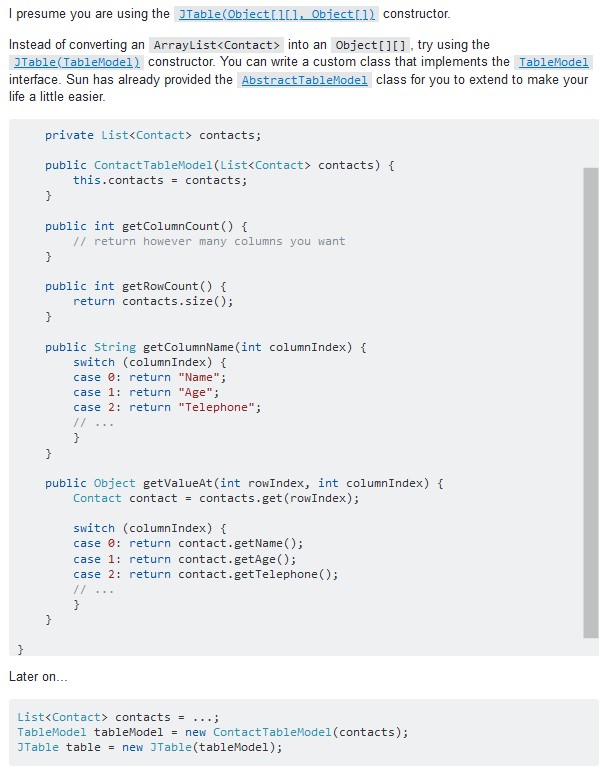 I presume you are using the JTable(Object[][], Object[]) constructor.
Instead of converting an ArrayList<Contact> into an Object[][], try using the
JTable(TableModel) constructor. You can write a custom class that implements the TableModel
interface. Sun has already provided the AbstractTableModel class for you to extend to make your
life a little easier.
    private List<Contact> contacts;
    public ContactTableModel(List<Contact> contacts) {
        this.contacts = contacts;
    }
    public int getColumnCount() {
        // return however many columns you want
    }
    public int getRowCount() {
        return contacts.size();
    }
    public String getColumnName(int columnIndex) {
        switch (columnIndex) {
        case 0: return "Name";
        case 1: return "Age";
        case 2: return "Telephone";
        // ...
        }
    }
    public Object getValueAt(int rowIndex, int columnIndex) {
        Contact contact = contacts.get(rowIndex);
        switch (columnIndex) {
        case 0: return contact.getName();
        case 1: return contact.getAge();
        case 2: return contact.getTelephone();
        // ...
        }
    }
}
Later on...
List<Contact> contacts = ...;
TableModel tableModel = new ContactTableModel(contacts);
JTable table = new JTable(tableModel);